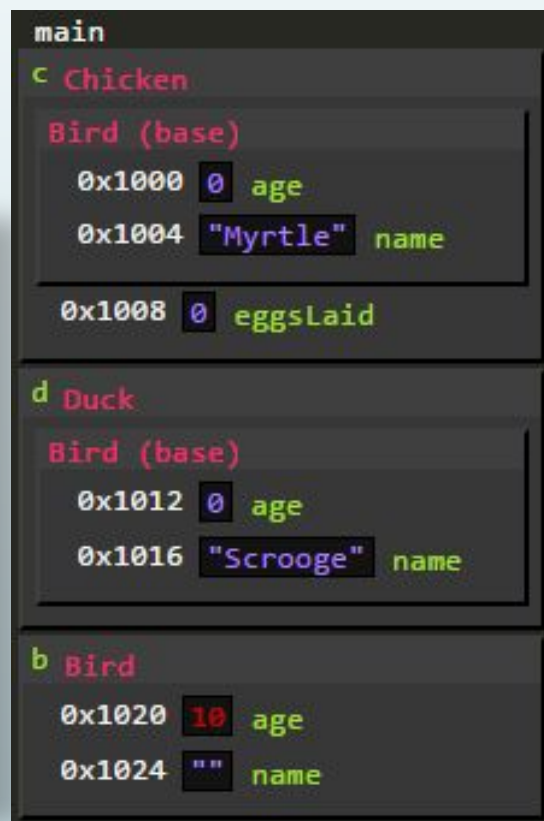 main
c Chicken
Bird (base)
0x1000 0 age
0x1004 "Myrtle" name
0x1008 0 eggsLaid
d Duck
Bird (base)
0x1012 0 age
0x1016 "Scrooge" name
b Bird
0x1020 10 age
0x1024 "" name